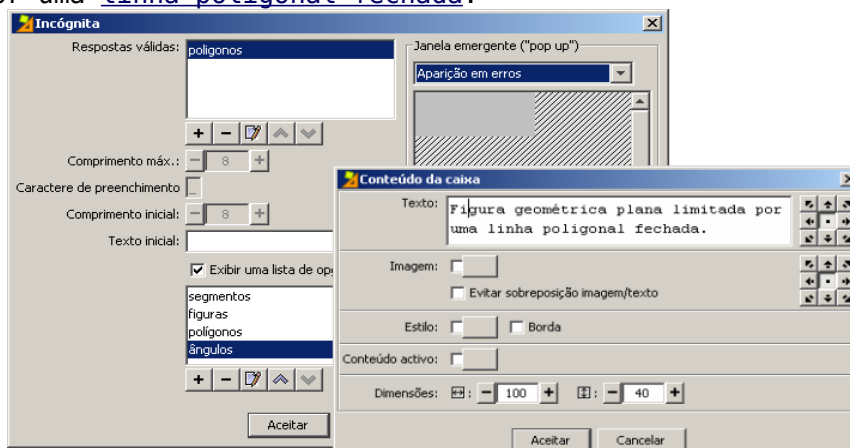 linha poligonal fechada.
Incógnita
Respostas válidas:
poligonos
Janela emergente ("pop up")
Aparição em erros
Comprimento máx.:
8
Caractere de preenchimento
Comprimento inicial:
8
Texto inicial:
Exibir uma lista de
segmentos
figuras
polígonos
ângulos
Aceitar
Conteúdo da caixa
Texto:
Figura geométrica plana limitada por
uma linha poligonal fechada.
Imagem:
Evitar sobreposição imagem/texto
Estilo:
Borda
Conteúdo activo:
Dimensões:
: 100
: 40
Aceitar
Cancelar